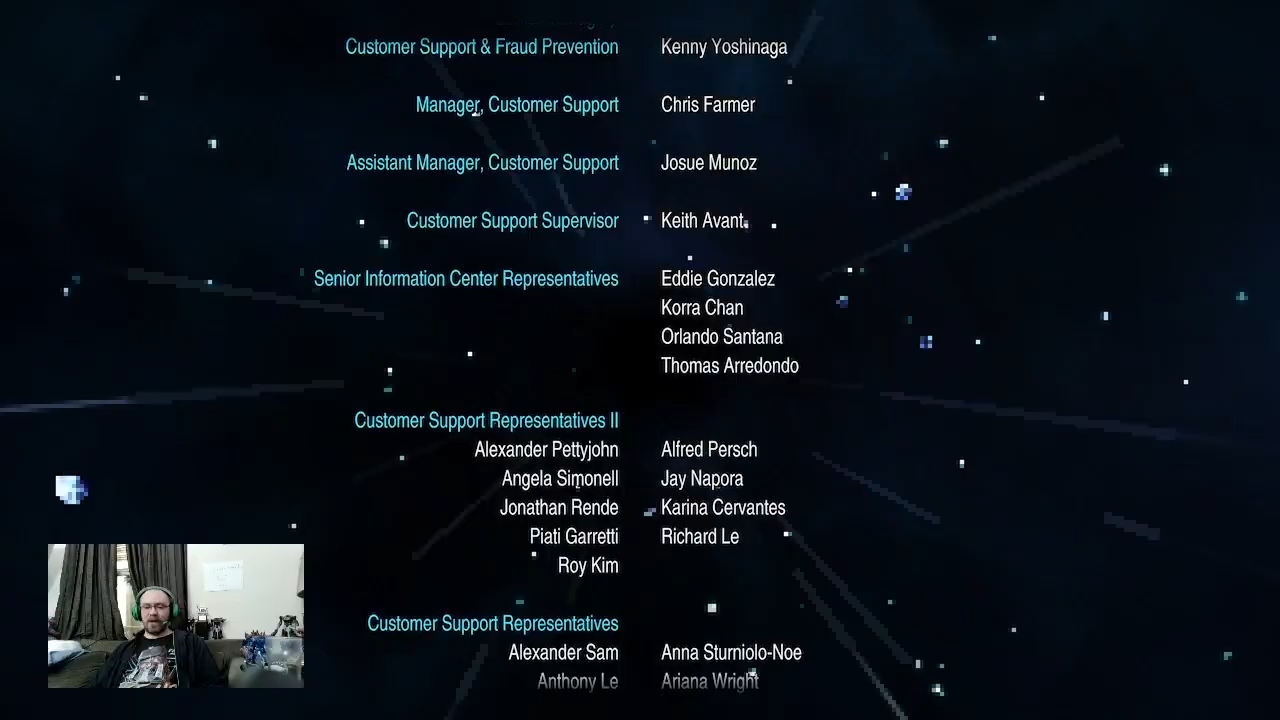 Customer Support & Fraud Prevention Kenny Yoshinaga
Manager, Customer Support Chris Farmer
Assistant Manager, Customer Support Josue Munoz
Customer Support Supervisor Keith Avant
Senior Information Center Representatives Eddie Gonzalez
Korra Chan
Orlando Santana
Thomas Arredondo
Customer Support Representatives II
Alexander Pettyjohn Alfred Persch
Angela Simonell Jay Napora
Jonathan Rende Karina Cervantes
Piati Garretti Richard Le
Roy Kim
Customer Support Representatives
Alexander Sam Anna Sturniolo-Noe
Anthony Le Ariana Wright